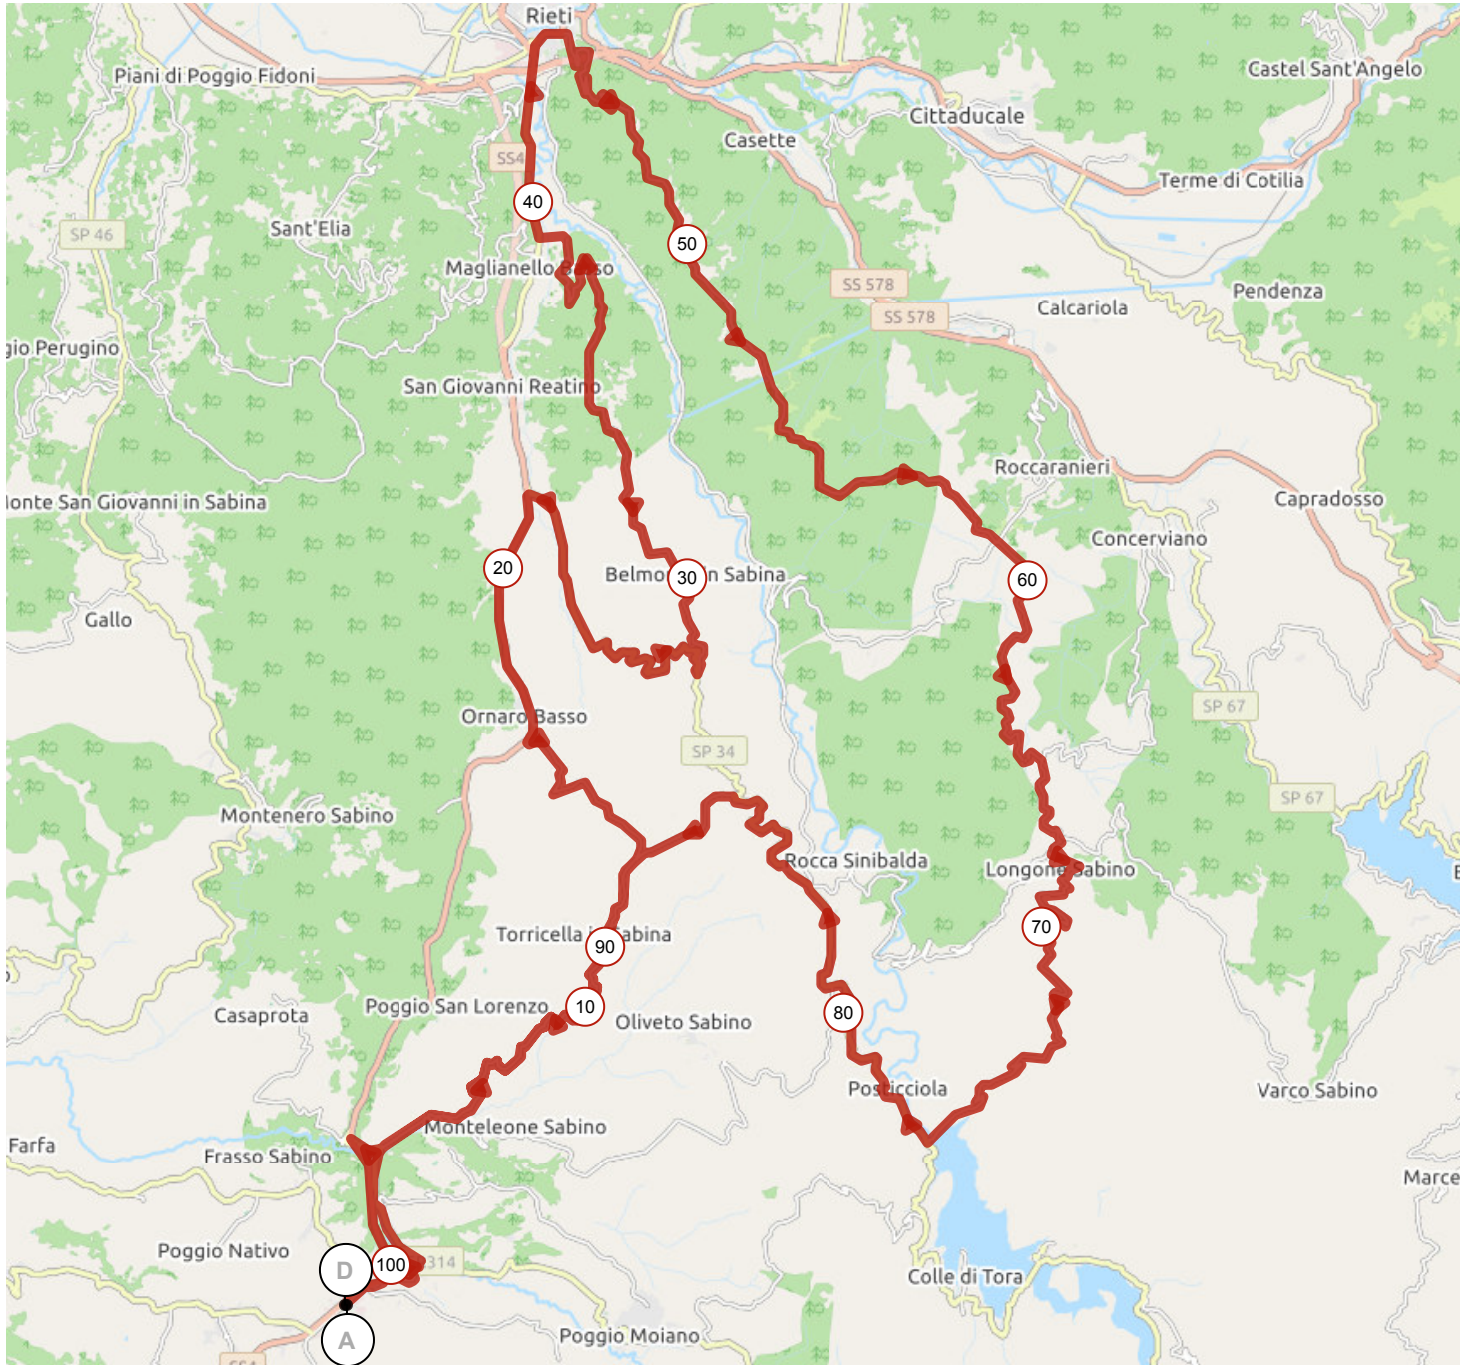 Rieti
Piani di Poggio Fidoni
Castel Sant'Angelo
Cittaducale
Casette
SS4
Terme di Cotilia
40
Sant'Elia
SP 46
50
Maglianello Basso
SS 578
Pendenza
Calcariola
SS 578
gio Perugino
San Giovanni Reatino
Roccaranieri
Capradosso
onte San Giovanni in Sabina
Concerviano
20
Belmo
30
in Sabina
60
Gallo
SP 67
Ornaro Basso
SP 34
SP 67
Montenero Sabino
Rocca Sinibalda
Longone Sabino
70
Torricella in Sabina
90
Poggio San Lorenzo
10
Casaprota
Oliveto Sabino
80
Posticciola
Varco Sabino
Monteleone Sabino
Farfa
Frasso Sabino
Marce
Poggio Nativo
D
100
314
Colle di Tora
A
Poggio Moiano
SS4